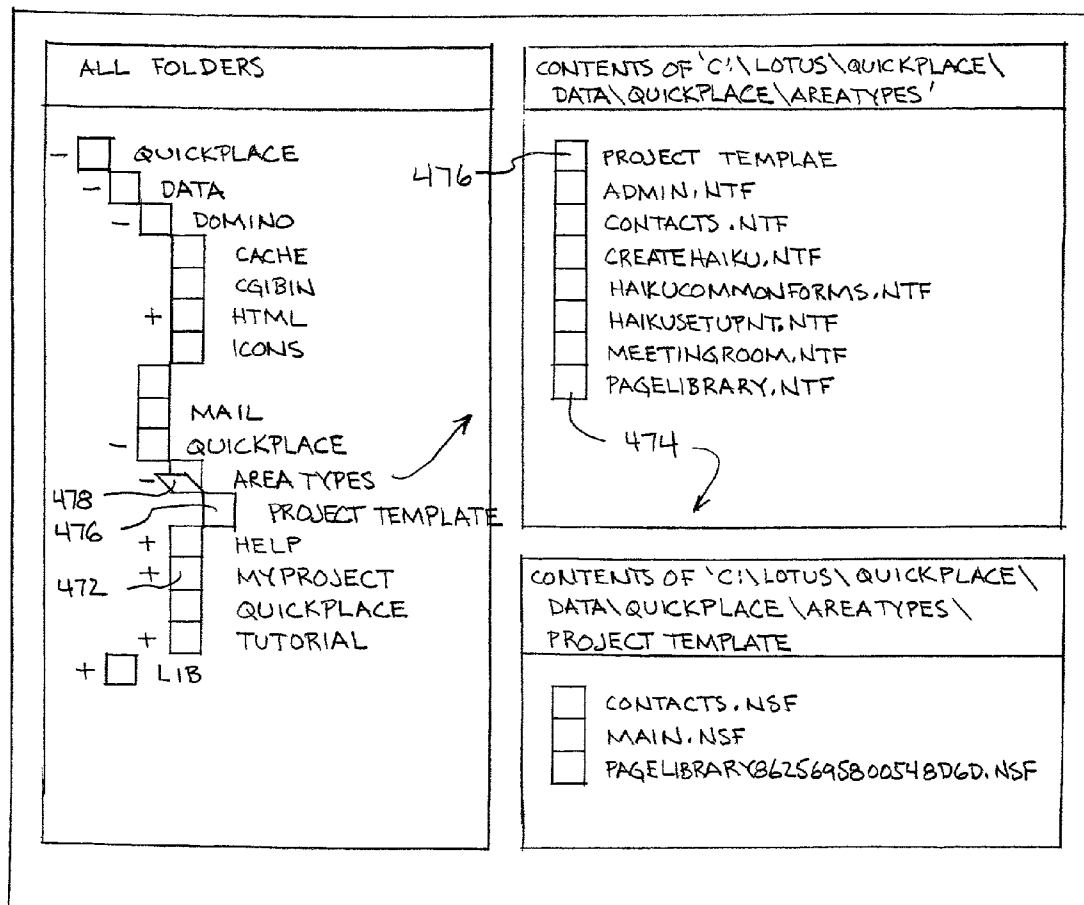 ALL FOLDERS
- QUICKPLACE
- DATA
- DOMINO
CACHE
CGIBIN
+ HTML
ICONS
MAIL
- QUICKPLACE
- AREA TYPES
478
476
PROJECT TEMPLATE
+ HELP
472
+ MYPROJECT
QUICKPLACE
+ TUTORIAL
+ LIB
CONTENTS OF 'C:\LOTUS\QUICKPLACE\
DATA\QUICKPLACE\AREATYPES'
476
PROJECT TEMPLAE
ADMIN.NTF
CONTACTS.NTF
CREATEHAIKU.NTF
HAIKUCOMMONFORMS.NTF
HAIKUSETUPNT.NTF
MEETINGROOM.NTF
PAGELIBRARY.NTF
474
CONTENTS OF 'C:\LOTUS\QUICKPLACE\
DATA\QUICKPLACE\AREATYPES\
PROJECT TEMPLATE
CONTACTS.NSF
MAIN.NSF
PAGELIBRARY8625695800548D6D.NSF